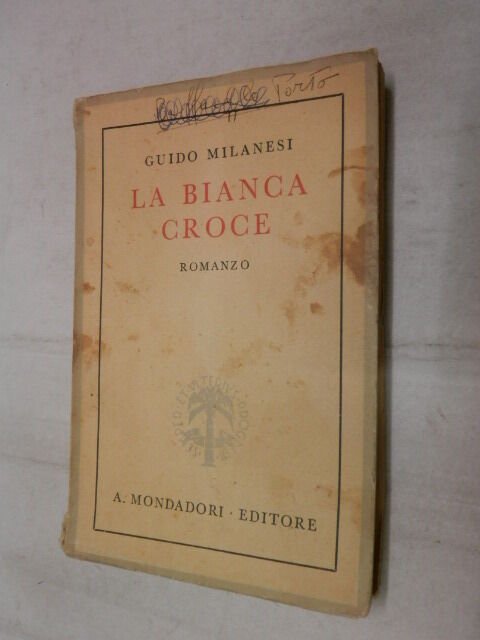 Porto
GUIDO MILANESI
LA BIANCA
CROCE
ROMANZO
A. MONDADORI · EDITORE